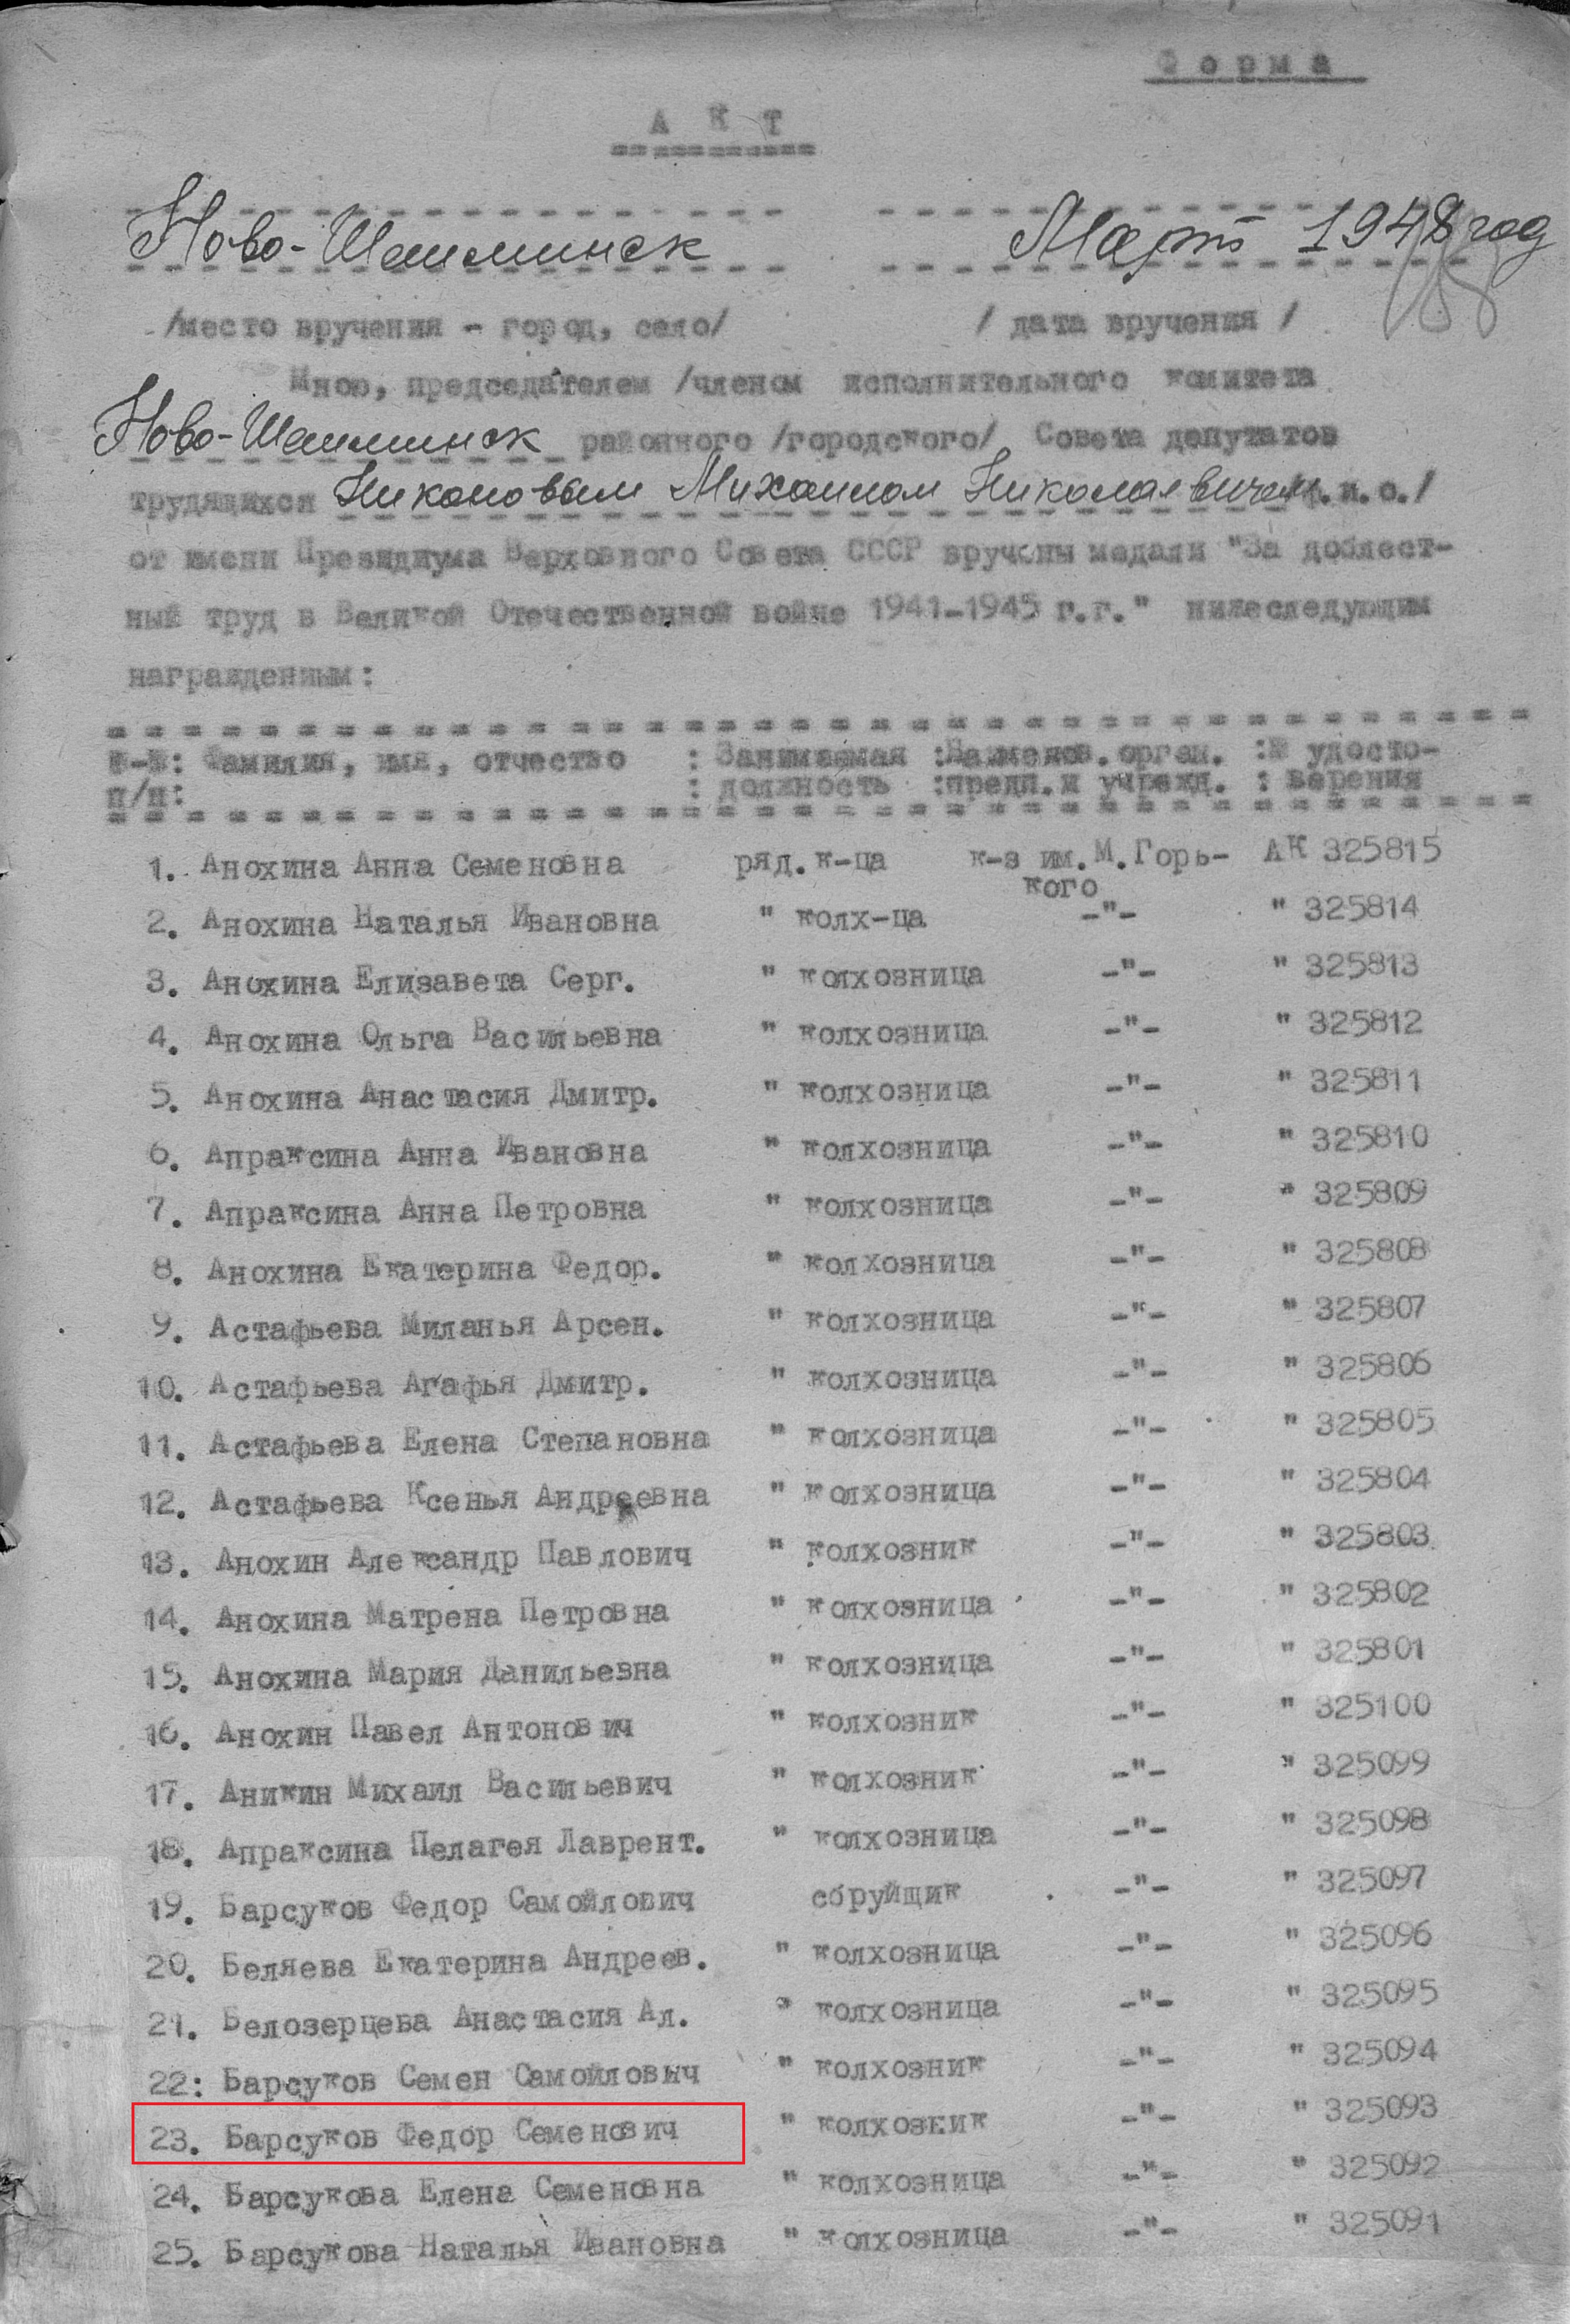 Форма
АКТ
Ново-Шешминск Март 1948 год
/место вручения - город, село/ / дата вручения /
Мною, председателем /членом исполнительного комитета
Ново-Шешминск районного /городского/ Совета депутатов
трудящихся Никоновым Михаилом Николаевичем и.о./
от имени Президиума Верховного Совета СССР вручены медали "За доблест-
ный труд в Великой Отечественной войне 1941-1945 г.г." нижеследующим
награжденным:
№-№: Фамилия, имя, отчество : Занимаемая :Наименов. орган. :№ удосто-
п/п: : должность :предп. и учрежд. : верения
1. Анохина Анна Семеновна ряд. к-ца к-з им. М. Горь- АК 325815
кого
2. Анохина Наталья Ивановна " колх-ца -"- " 325814
3. Анохина Елизавета Серг. " колхозница -"- " 325813
4. Анохина Ольга Васильевна " колхозница -"- " 325812
5. Анохина Анастасия Дмитр. " колхозница -"- " 325811
6. Апраксина Анна Ивановна " колхозница -"- " 325810
7. Апраксина Анна Петровна " колхозница -"- " 325809
8. Анохина Екатерина Федор. " колхозница -"- " 325808
9. Астафьева Миланья Арсен. " колхозница -"- " 325807
10. Астафьева Агафья Дмитр. " колхозница -"- " 325806
11. Астафьева Елена Степановна " колхозница -"- " 325805
12. Астафьева Ксенья Андреевна " колхозница -"- " 325804
13. Анохин Александр Павлович " колхозник -"- " 325803
14. Анохина Матрена Петровна " колхозница -"- " 325802
15. Анохина Мария Данильевна " колхозница -"- " 325801
16. Анохин Павел Антонович " колхозник -"- " 325100
17. Аникин Михаил Васильевич " колхозник -"- " 325099
18. Апраксина Пелагея Лаврент. " колхозница -"- " 325098
19. Барсуков Федор Самойлович сбруйщик -"- " 325097
20. Беляева Екатерина Андреев. " колхозница -"- " 325096
21. Белозерцева Анастасия Ал. " колхозница -"- " 325095
22: Барсуков Семен Самойловыч " колхозник -"- " 325094
23. Барсуков Федор Семенович " колхозник -"- " 325093
24. Барсукова Елена Семеновна " колхозница -"- " 325092
25. Барсукова Наталья Ивановна " колхозница -"- " 325091